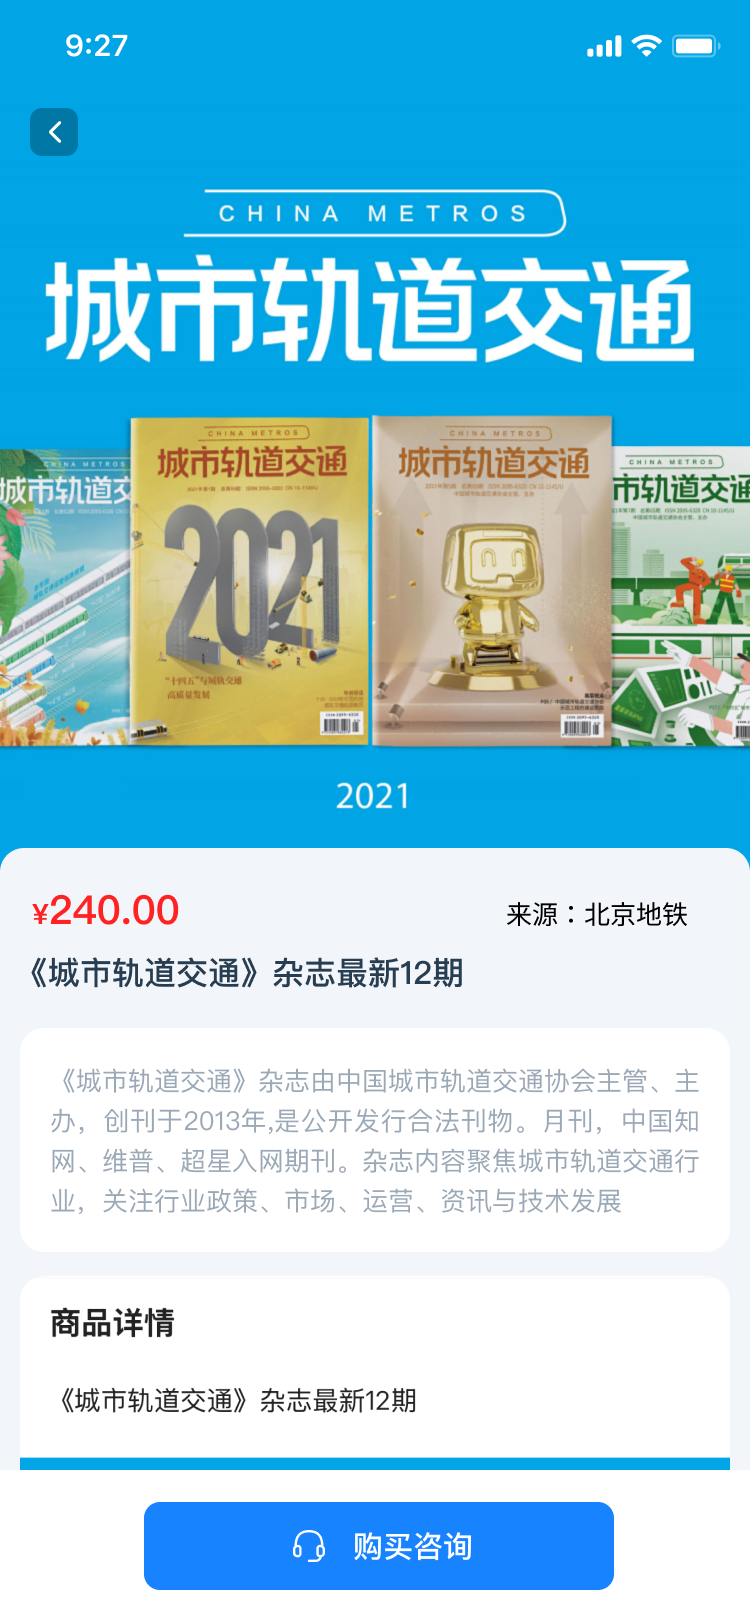 9:27
CHINA METROS
城市轨道交通
CHINA METROS
城市轨道交
CHINA METROS
城市轨道交通
2021
“十四五”与城轨交通
高质量发展
CHINA METROS
城市轨道交通
CHINA METROS
市轨道交通
2021
¥240.00
来源：北京地铁
《城市轨道交通》杂志最新12期
《城市轨道交通》杂志由中国城市轨道交通协会主管、主
办，创刊于2013年,是公开发行合法刊物。月刊，中国知
网、维普、超星入网期刊。杂志内容聚焦城市轨道交通行
业，关注行业政策、市场、运营、资讯与技术发展
商品详情
《城市轨道交通》杂志最新12期
购买咨询